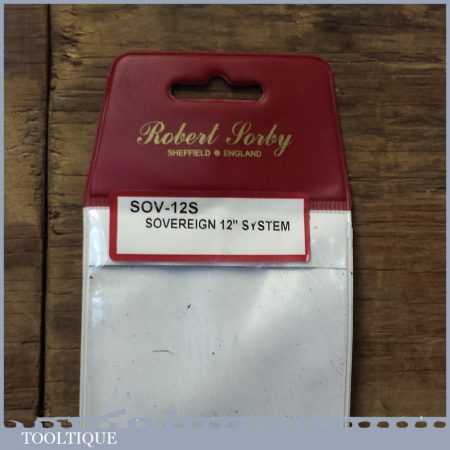 Robert Sorby
SHEFFIELD ● ENGLAND
SOV-12S
SOVEREIGN 12" SYSTEM
TOOLTIQUE